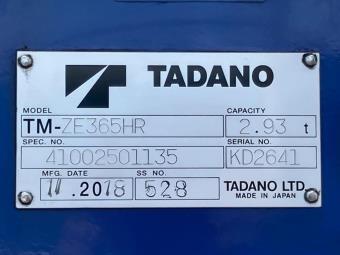 TADANO
MODEL CAPACITY
TM-ZE365HR 2.93 t
SPEC. NO. SERIAL NO.
41002501135 KD2641
MFG. DATE SS NO. TADANO LTD.
11.2018 528 MADE IN JAPAN